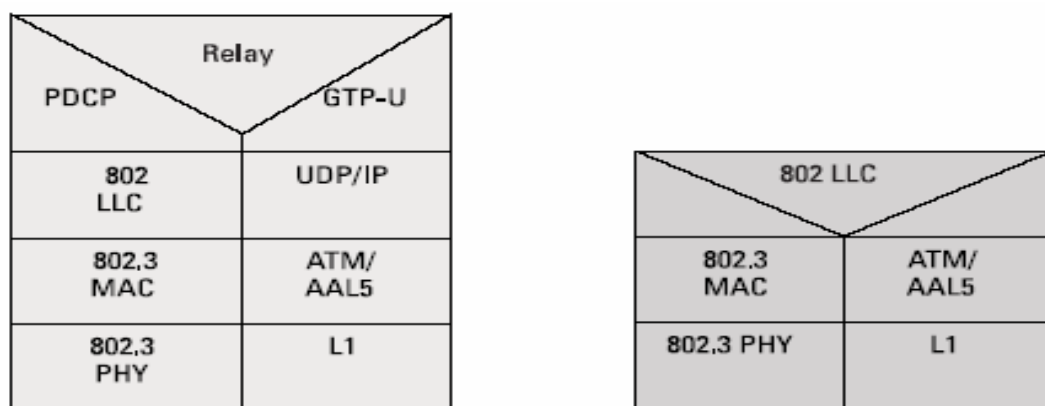 Relay
PDCP
GTP-U
802
LLC
UDP/IP
802.3
MAC
ATM/
AAL5
802.3
PHY
L1
802 LLC
802.3
MAC
ATM/
AAL5
802.3 PHY
L1